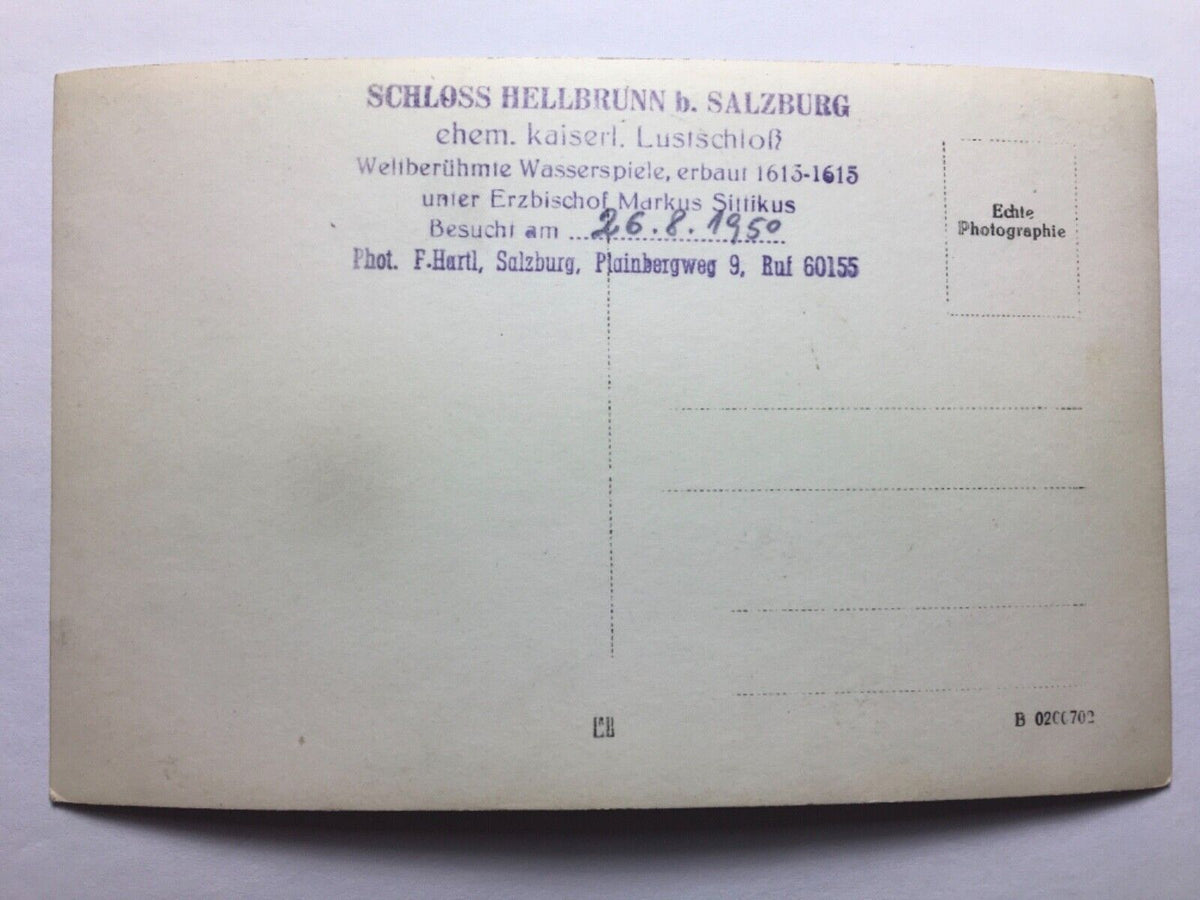 SCHLOSS HELLBRUNN b. SALZBURG
ehem. kaiserl. Lustschloß
Weltberühmte Wasserspiele, erbaut 1613-1615
unter Erzbischof Markus Sittikus
Besucht am 26.8.1950
Phot. F. Hartl, Salzburg, Plainbergweg 9, Ruf 60155
Echte
Photographie
B